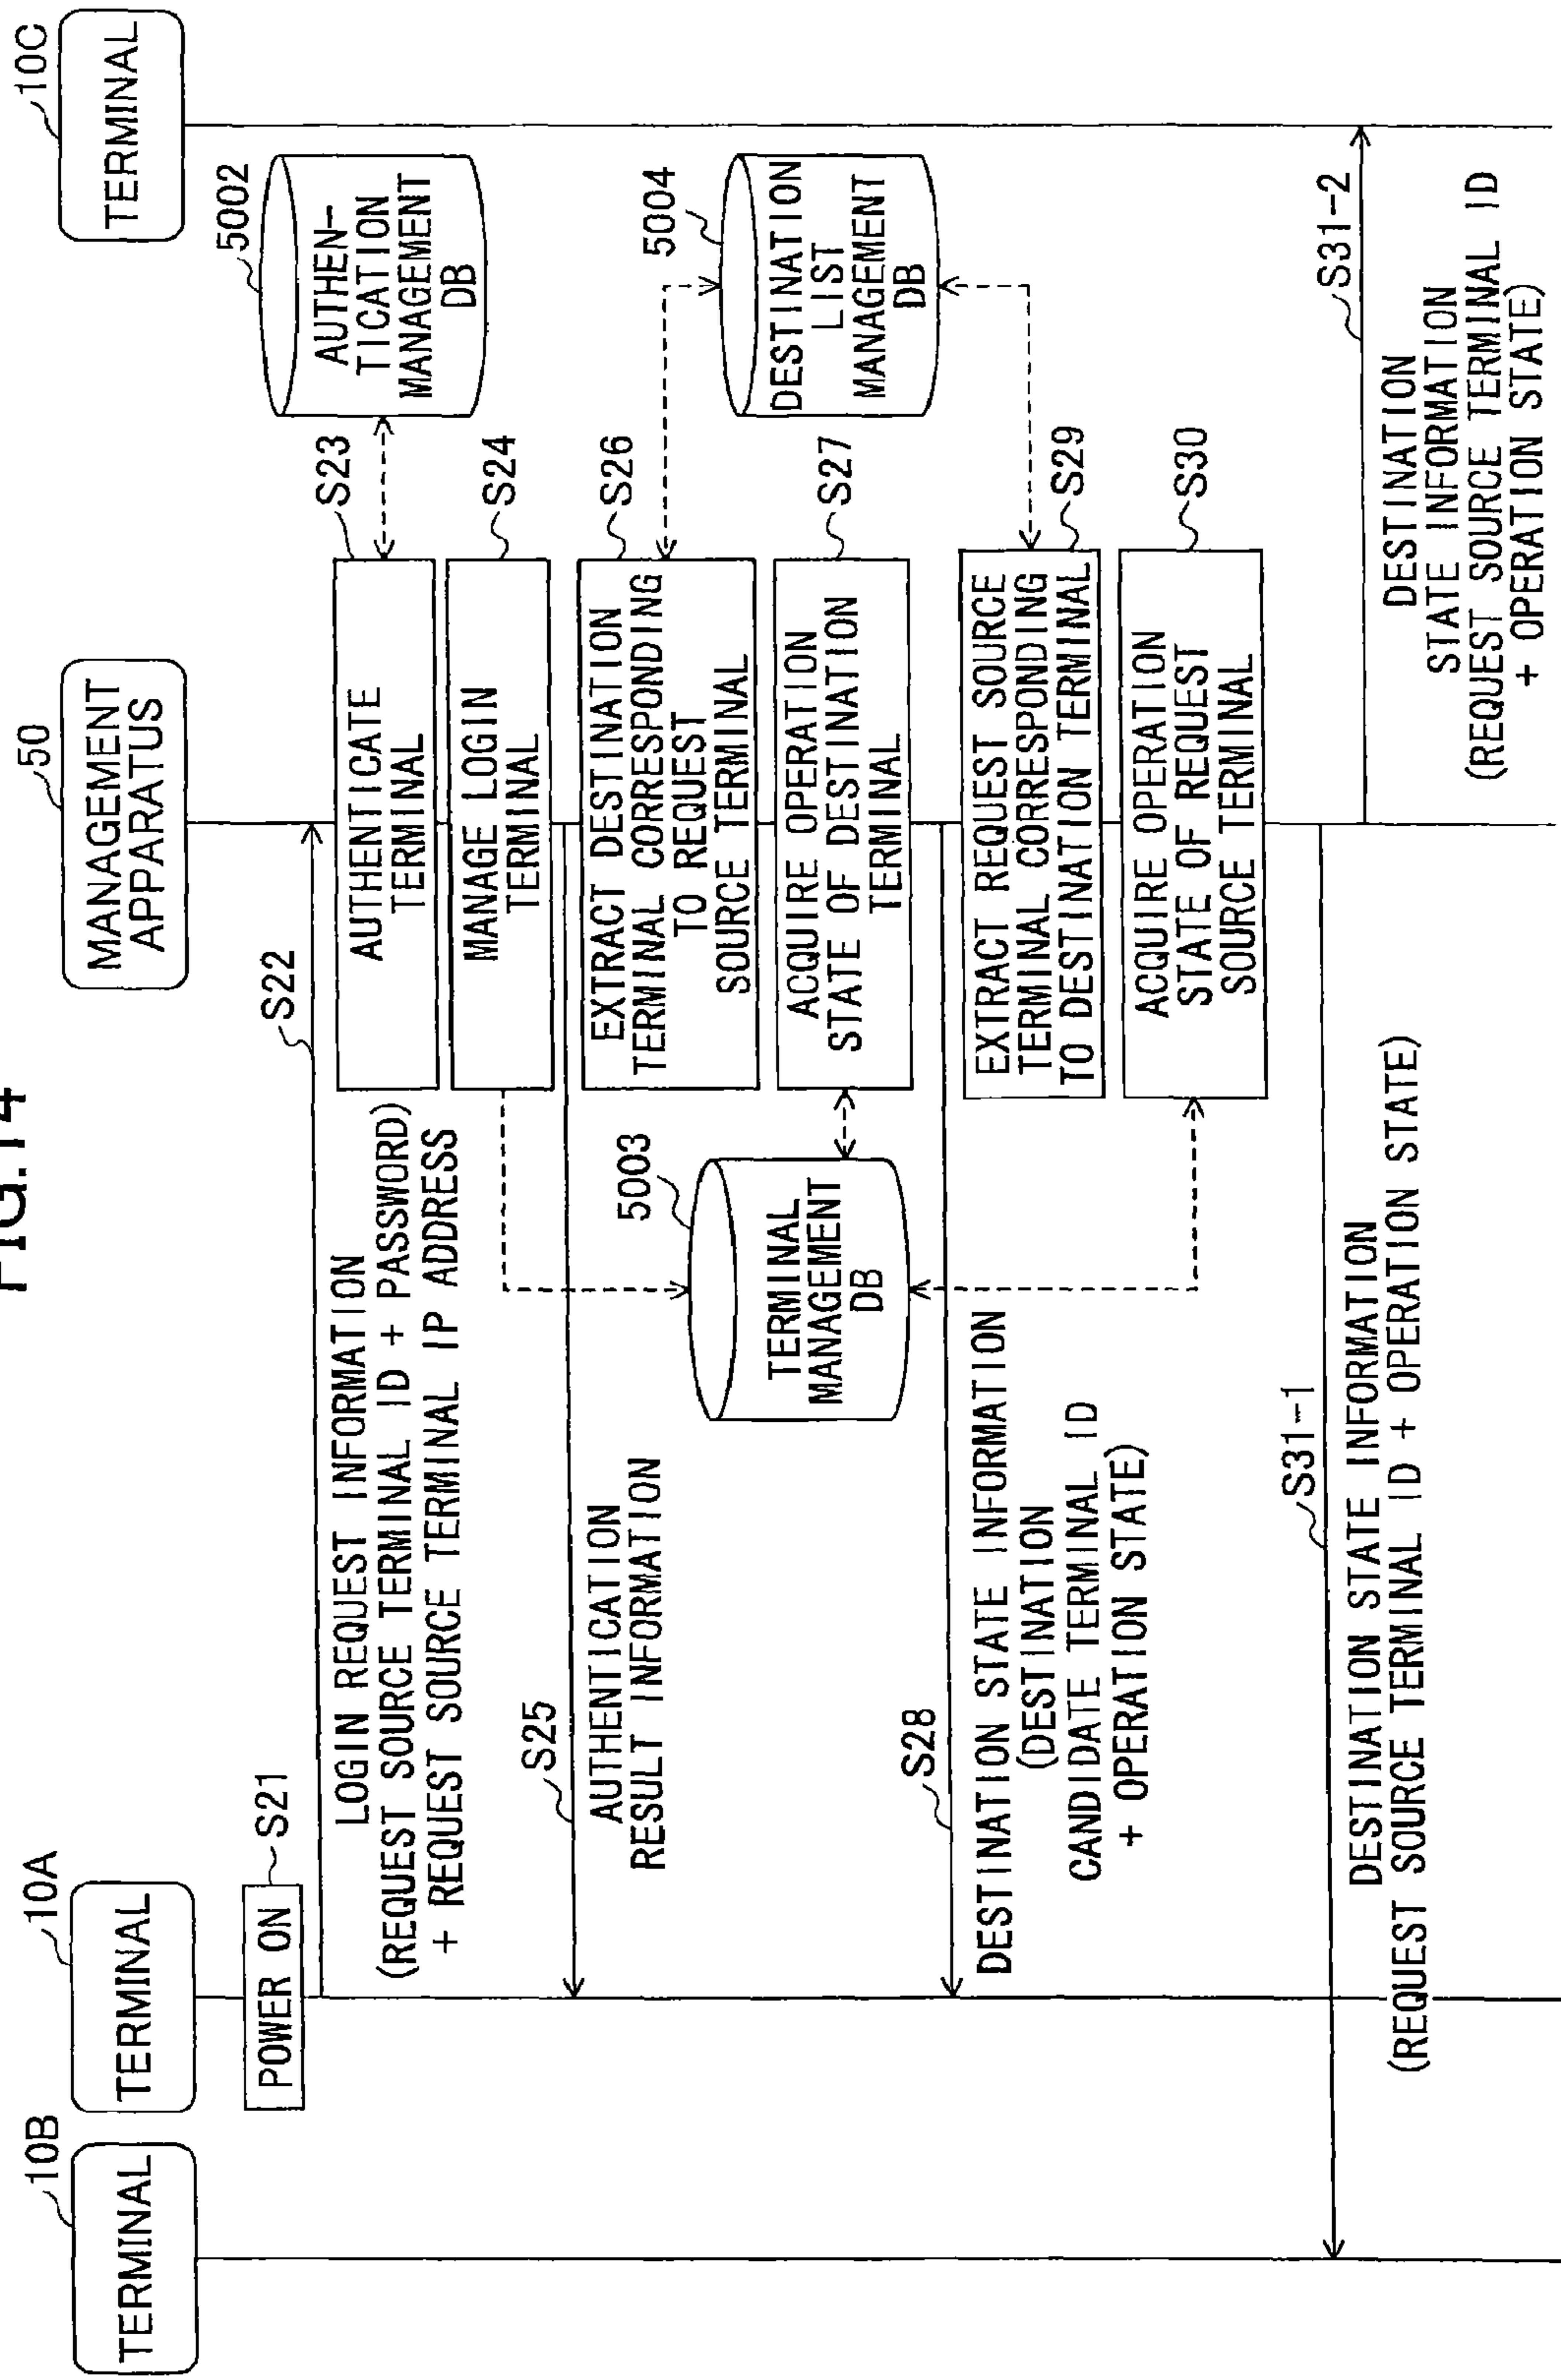 FIG.14
10B
TERMINAL
10A
TERMINAL
50
MANAGEMENT
APPARATUS
10C
TERMINAL
POWER ON
S21
S22
LOGIN REQUEST INFORMATION
(REQUEST SOURCE TERMINAL ID + PASSWORD)
+ REQUEST SOURCE TERMINAL IP ADDRESS
AUTHENTICATE
TERMINAL
S23
5002
AUTHEN-
TICATION
MANAGEMENT
DB
MANAGE LOGIN
TERMINAL
S24
S25
AUTHENTICATION
RESULT INFORMATION
5003
TERMINAL
MANAGEMENT
DB
EXTRACT DESTINATION
TERMINAL CORRESPONDING
TO REQUEST
SOURCE TERMINAL
S26
5004
DESTINATION
LIST
MANAGEMENT
DB
ACQUIRE OPERATION
STATE OF DESTINATION
TERMINAL
S27
S28
DESTINATION STATE INFORMATION
(DESTINATION
CANDIDATE TERMINAL ID
+ OPERATION STATE)
EXTRACT REQUEST SOURCE
TERMINAL CORRESPONDING
TO DESTINATION TERMINAL
S29
ACQUIRE OPERATION
STATE OF REQUEST
SOURCE TERMINAL
S30
S31-1
DESTINATION STATE INFORMATION
(REQUEST SOURCE TERMINAL ID + OPERATION STATE)
S31-2
DESTINATION
STATE INFORMATION
(REQUEST SOURCE TERMINAL ID
+ OPERATION STATE)